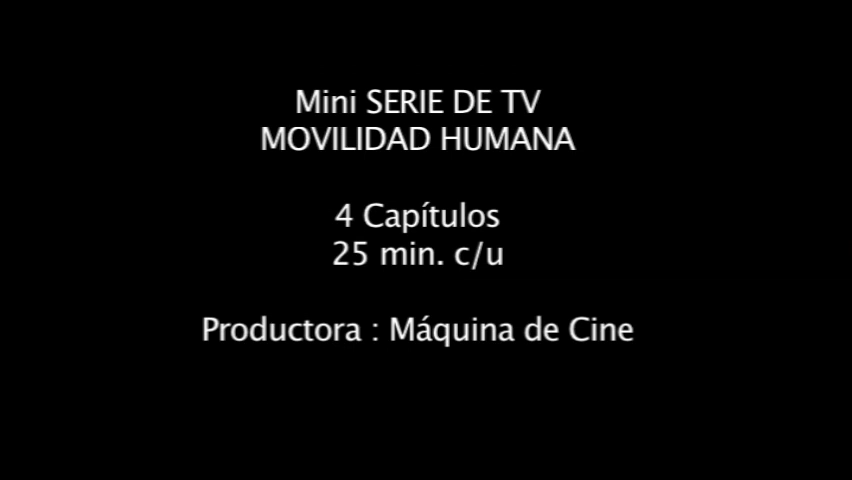 Mini SERIE DE TV
MOVILIDAD HUMANA
4 Capítulos
25 min. c/u
Productora : Máquina de Cine